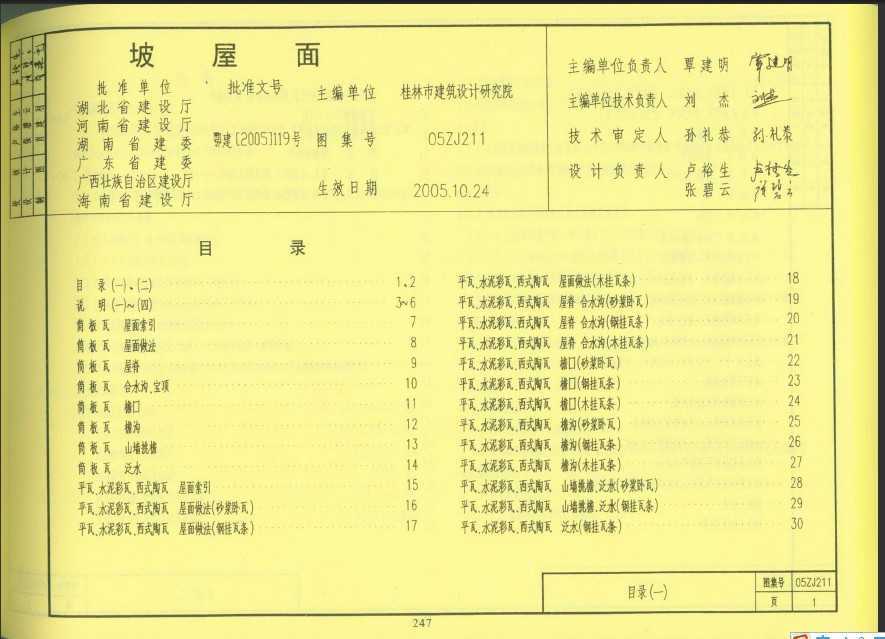 坡 屋 面
批准单位 批准文号
湖北省建设厅
河南省建设厅
湖南省建委
广东省建委
广西壮族自治区建设厅
海南省建设厅
鄂建〔2005〕119号
主编单位 桂林市建筑设计研究院
图集号 05ZJ211
生效日期 2005.10.24
主编单位负责人 覃建明
主编单位技术负责人 刘杰 刘杰
技术审定人 孙礼恭 孙礼恭
设计负责人 卢裕生 卢裕生
张碧云 张碧云
目 录
目录(一)、(二) 1、2
说明(一)~(四) 3~6
筒板瓦 屋面索引 7
筒板瓦 屋面做法 8
筒板瓦 屋脊 9
筒板瓦 合水沟、宝顶 10
筒板瓦 檐口 11
筒板瓦 檐沟 12
筒板瓦 山墙挑檐 13
筒板瓦 泛水 14
平瓦、水泥彩瓦、西式陶瓦 屋面索引 15
平瓦、水泥彩瓦、西式陶瓦 屋面做法(砂浆卧瓦) 16
平瓦、水泥彩瓦、西式陶瓦 屋面做法(钢挂瓦条) 17
平瓦、水泥彩瓦、西式陶瓦 屋面做法(木挂瓦条) 18
平瓦、水泥彩瓦、西式陶瓦 屋脊 合水沟(砂浆卧瓦) 19
平瓦、水泥彩瓦、西式陶瓦 屋脊 合水沟(钢挂瓦条) 20
平瓦、水泥彩瓦、西式陶瓦 屋脊 合水沟(木挂瓦条) 21
平瓦、水泥彩瓦、西式陶瓦 檐口(砂浆卧瓦) 22
平瓦、水泥彩瓦、西式陶瓦 檐口(钢挂瓦条) 23
平瓦、水泥彩瓦、西式陶瓦 檐口(木挂瓦条) 24
平瓦、水泥彩瓦、西式陶瓦 檐沟(砂浆卧瓦) 25
平瓦、水泥彩瓦、西式陶瓦 檐沟(钢挂瓦条) 26
平瓦、水泥彩瓦、西式陶瓦 檐沟(木挂瓦条) 27
平瓦、水泥彩瓦、西式陶瓦 山墙挑檐、泛水(砂浆卧瓦) 28
平瓦、水泥彩瓦、西式陶瓦 山墙挑檐、泛水(钢挂瓦条) 29
平瓦、水泥彩瓦、西式陶瓦 泛水(钢挂瓦条) 30
目录(一)
图集号 05ZJ211
页 1
247